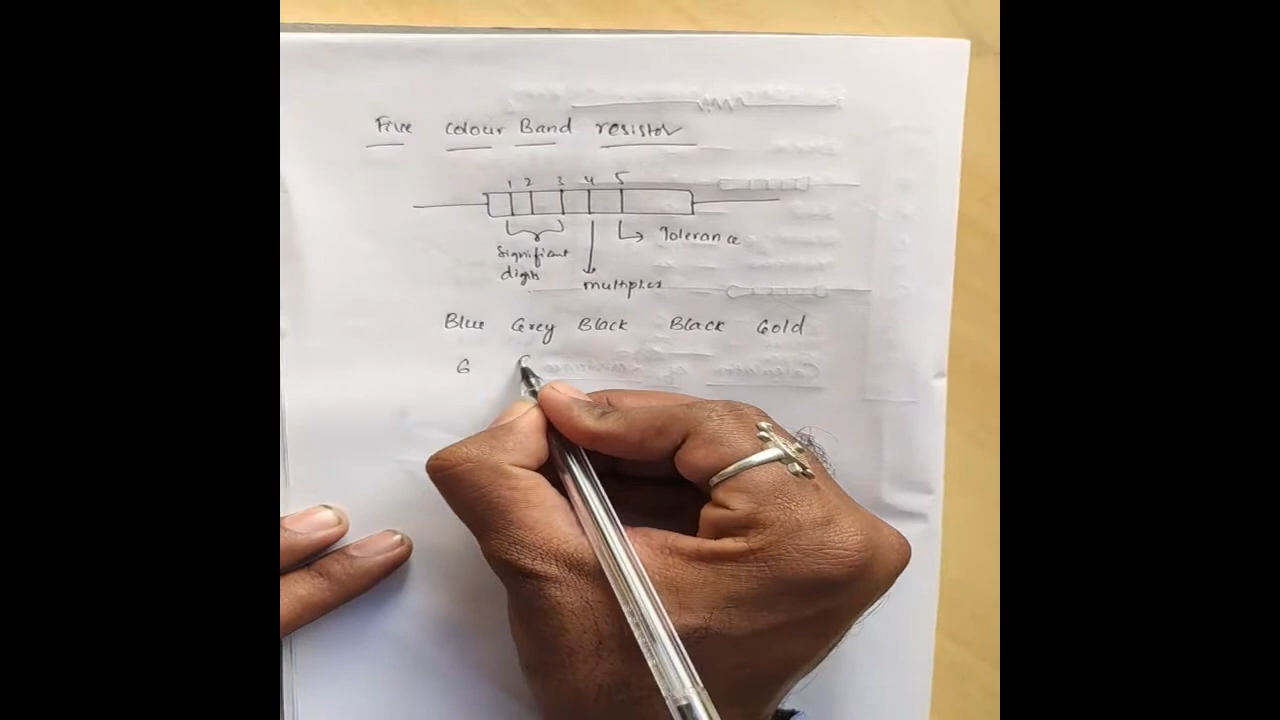 Five Colour Band resistor
1 2 3 4 5
Significant digits
Tolerance
multiplier
Blue Grey Black Black Gold
6